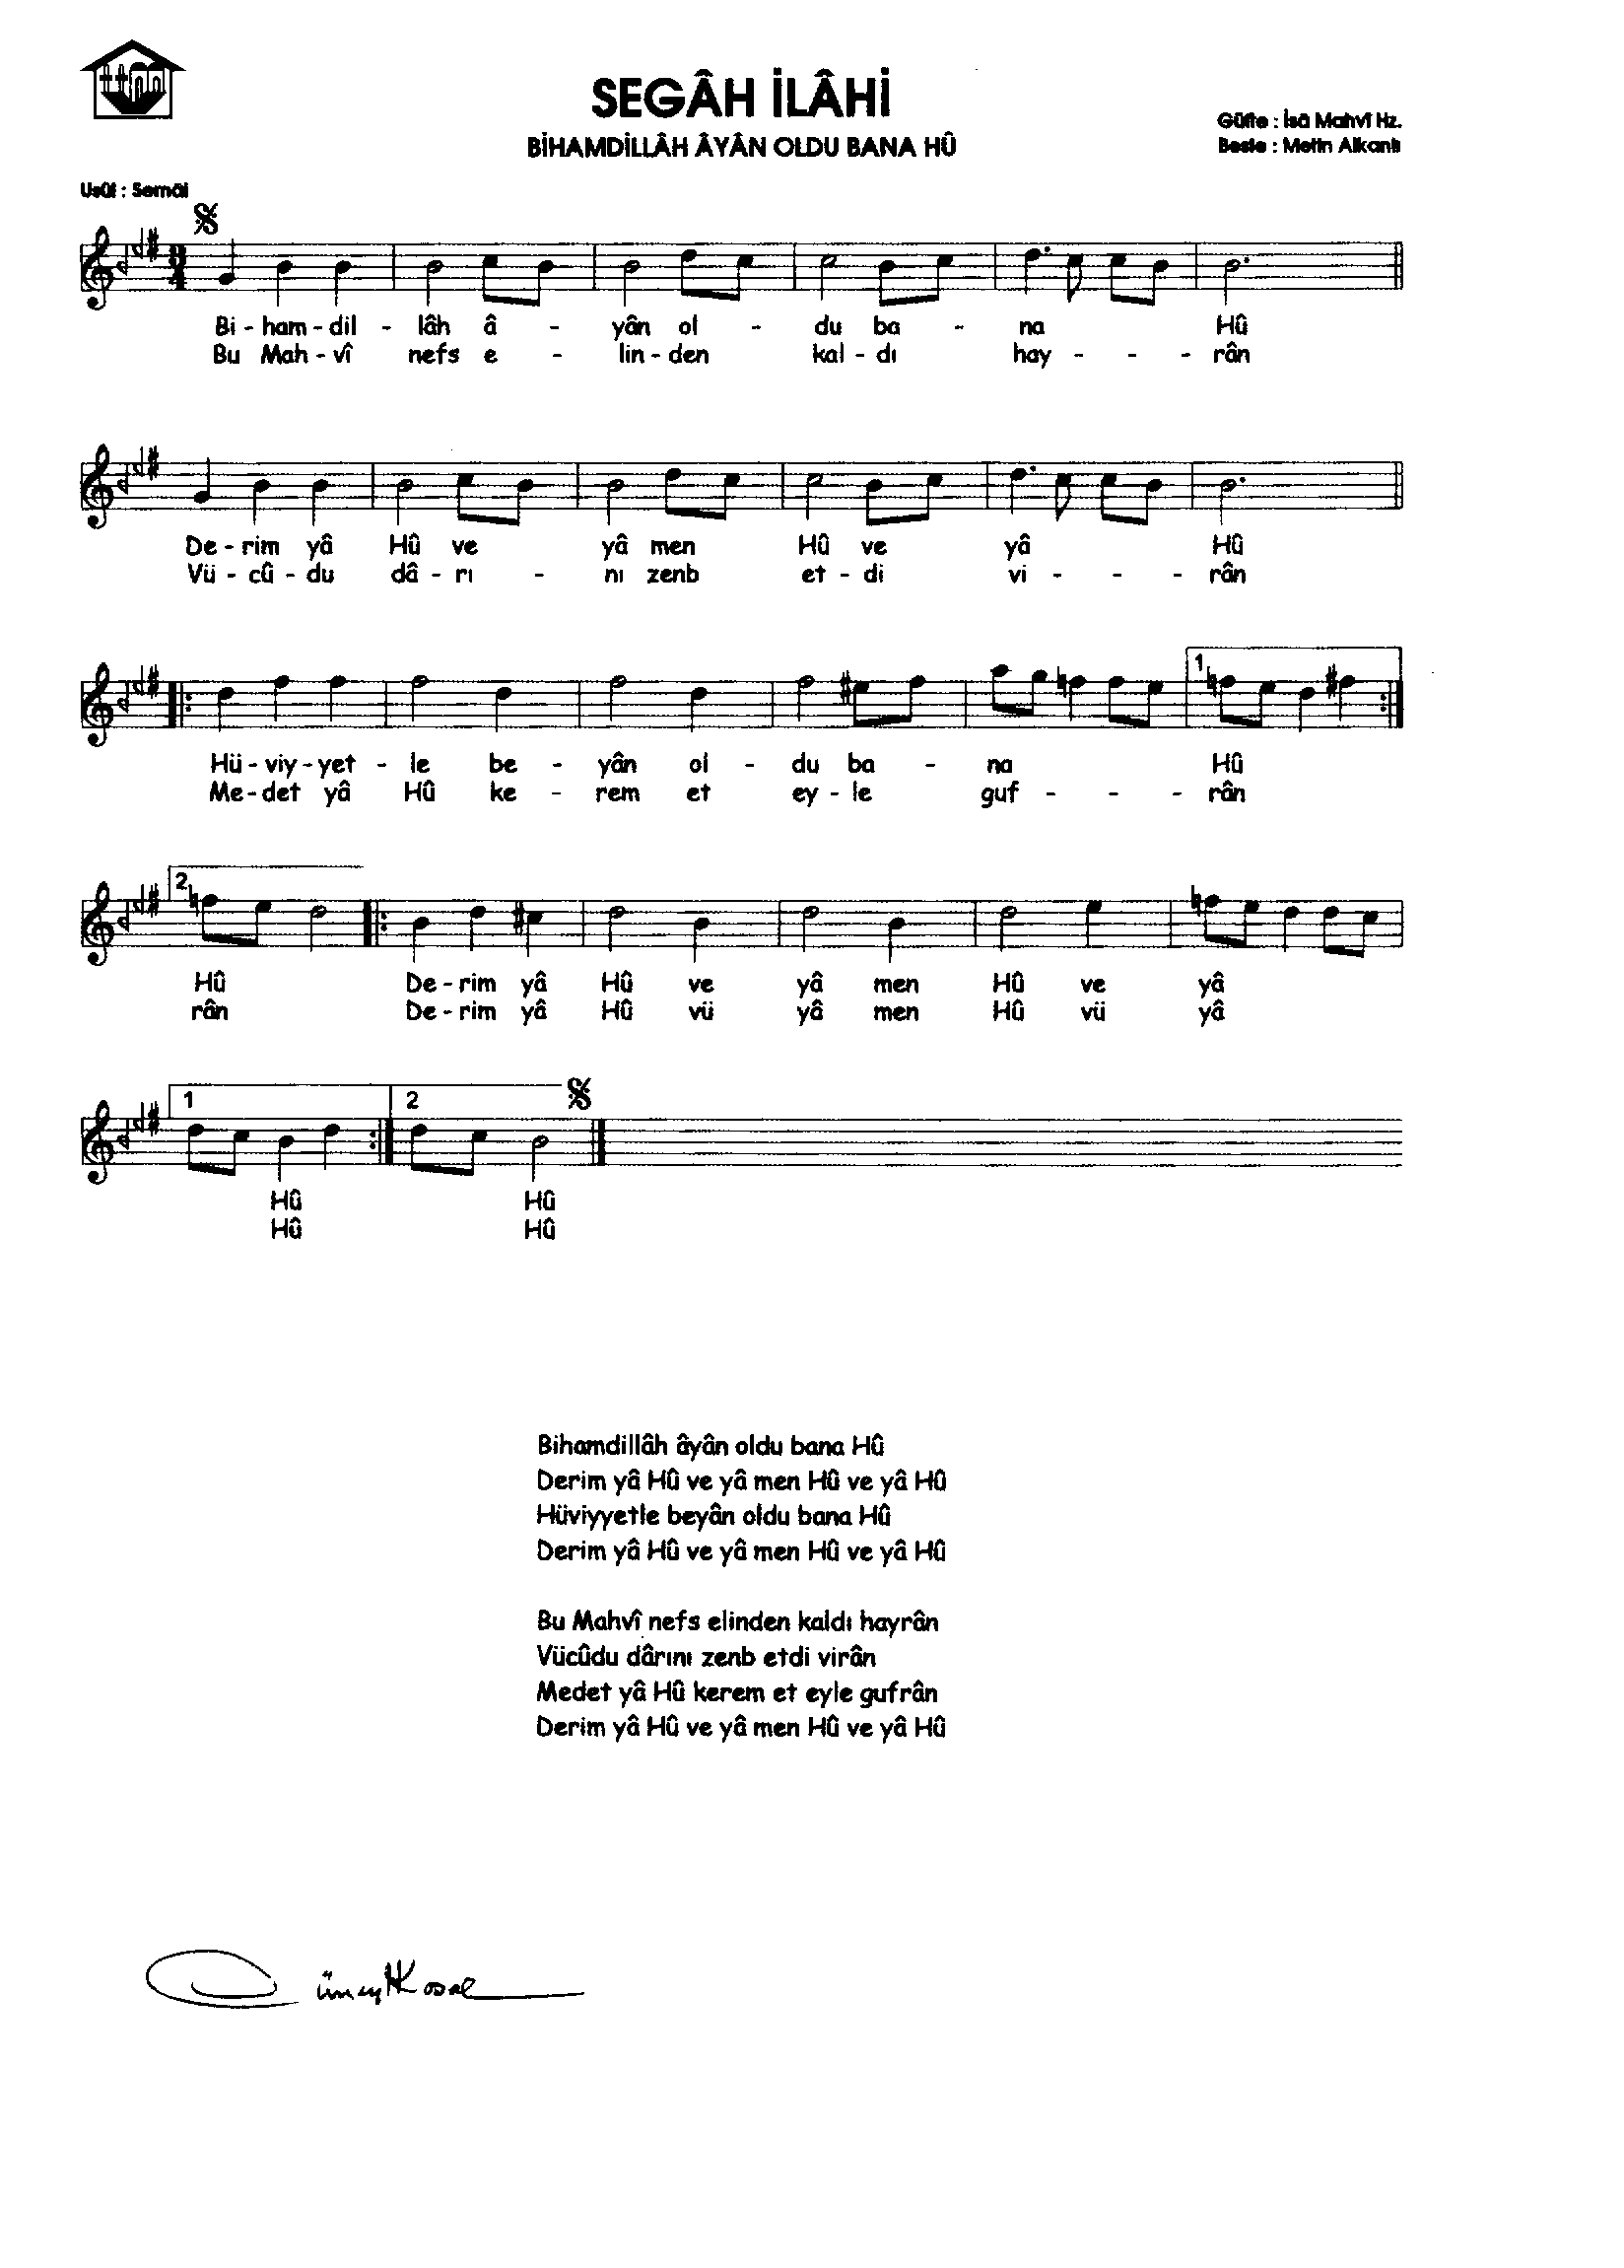 SEGÂH İLÂHİ
BİHAMDİLLÂH ÂYÂN OLDU BANA HÛ
Güfte : İsâ Mahvî Hz.
Beste : Metin Alkanlı
Usûl : Semâi
3
4
Bi - ham - dil - lâh â - yân ol - du ba - na Hû
Bu Mah - vî nefs e - lin - den kal - dı hay - - - rân
De - rim yâ Hû ve yâ men Hû ve yâ Hû
Vü - cû - du dâ - rı - nı zenb et - di vi - - - rân
1
Hü - viy - yet - le be - yân ol - du ba - na Hû
Me - det yâ Hû ke - rem et ey - le guf - - - rân
2
Hû De - rim yâ Hû ve yâ men Hû ve yâ
rân De - rim yâ Hû vü yâ men Hû vü yâ
1 2
Hû Hû
Hû Hû
Bihamdillâh âyân oldu bana Hû
Derim yâ Hû ve yâ men Hû ve yâ Hû
Hüviyyetle beyân oldu bana Hû
Derim yâ Hû ve yâ men Hû ve yâ Hû
Bu Mahvî nefs elinden kaldı hayrân
Vücûdu dârını zenb etdi virân
Medet yâ Hû kerem et eyle gufrân
Derim yâ Hû ve yâ men Hû ve yâ Hû
Cüneyt Kosal